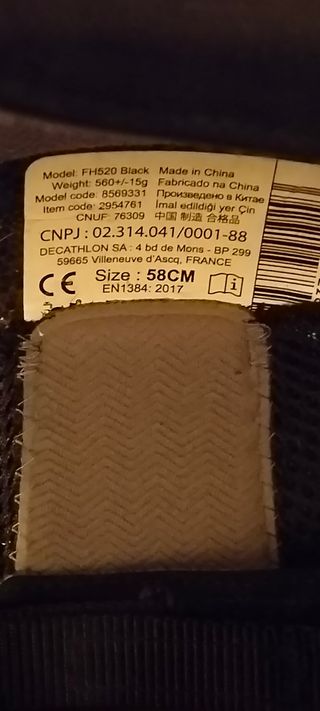 Model: FH520 Black Made in China
Weight: 560+/-15g Fabricado na China
Model code: 8569331 Произведено в Китае
Item code: 2954761 İmal edildiği yer Çin
CNUF: 76309 中国 制造 合格品
CNPJ : 02.314.041/0001-88
DECATHLON SA : 4 bd de Mons - BP 299
59665 Villeneuve d'Ascq, FRANCE
CE Size : 58CM
EN1384: 2017